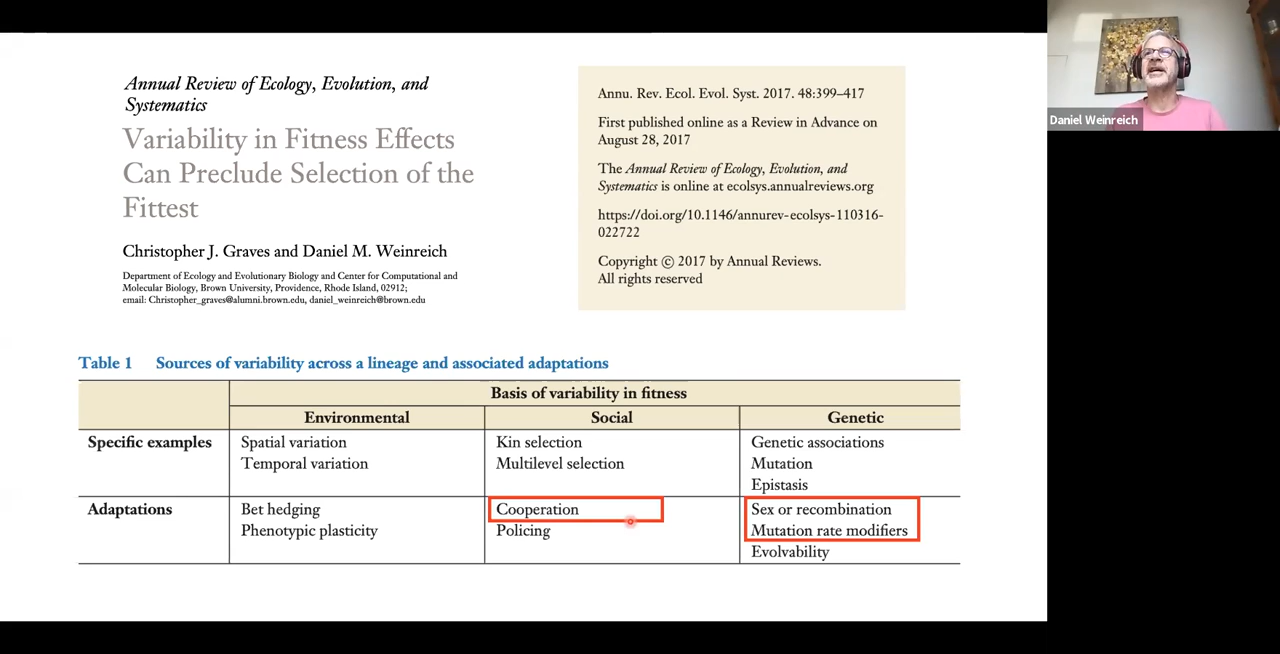 Annual Review of Ecology, Evolution, and
Systematics
Variability in Fitness Effects
Can Preclude Selection of the
Fittest
Christopher J. Graves and Daniel M. Weinreich
Department of Ecology and Evolutionary Biology and Center for Computational and
Molecular Biology, Brown University, Providence, Rhode Island, 02912;
email: Christopher_graves@alumni.brown.edu, daniel_weinreich@brown.edu
Annu. Rev. Ecol. Evol. Syst. 2017. 48:399–417
First published online as a Review in Advance on
August 28, 2017
The Annual Review of Ecology, Evolution, and
Systematics is online at ecolsys.annualreviews.org
https://doi.org/10.1146/annurev-ecolsys-110316-
022722
Copyright © 2017 by Annual Reviews.
All rights reserved
Daniel Weinreich
Table 1 Sources of variability across a lineage and associated adaptations
Basis of variability in fitness
Environmental Social Genetic
Specific examples Spatial variation Kin selection Genetic associations
Temporal variation Multilevel selection Mutation
Epistasis
Adaptations Bet hedging Cooperation Sex or recombination
Phenotypic plasticity Policing Mutation rate modifiers
Evolvability